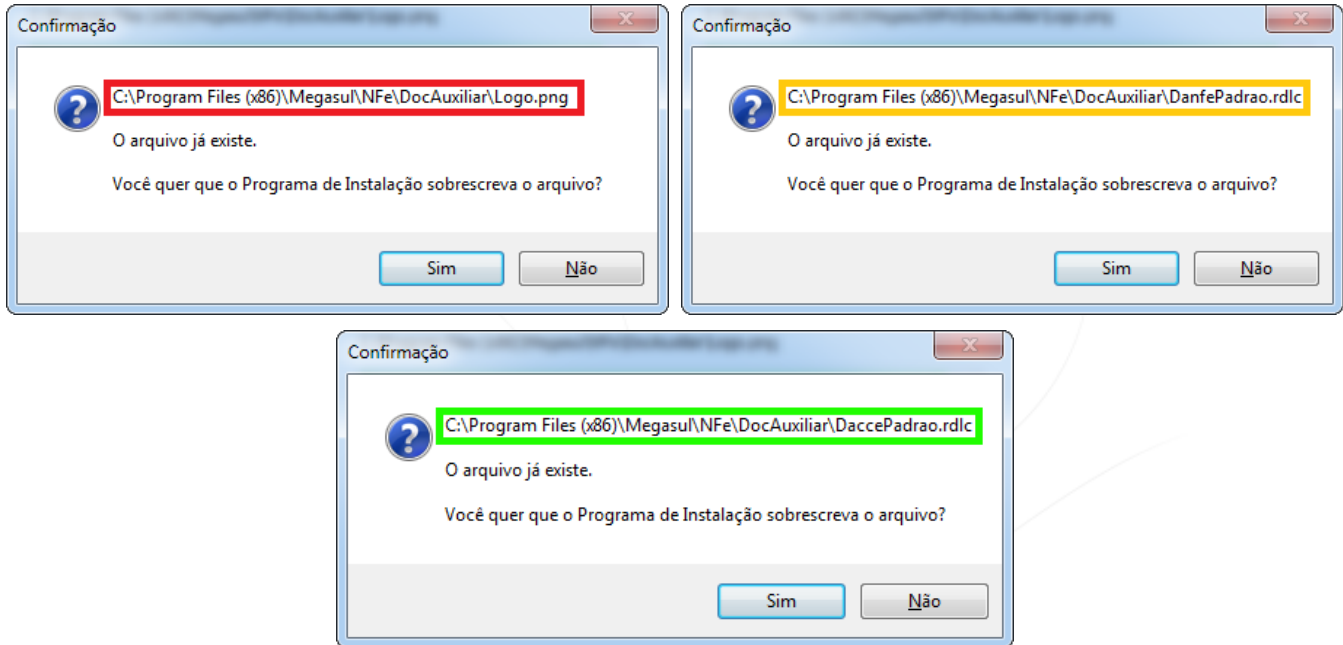 Confirmação
C:\Program Files (x86)\Megasul\NFe\DocAuxiliar\Logo.png
O arquivo já existe.
Você quer que o Programa de Instalação sobrescreva o arquivo?
Sim
Não
Confirmação
C:\Program Files (x86)\Megasul\NFe\DocAuxiliar\DanfePadrao.rdlc
O arquivo já existe.
Você quer que o Programa de Instalação sobrescreva o arquivo?
Sim
Não
Confirmação
C:\Program Files (x86)\Megasul\NFe\DocAuxiliar\DaccePadrao.rdlc
O arquivo já existe.
Você quer que o Programa de Instalação sobrescreva o arquivo?
Sim
Não